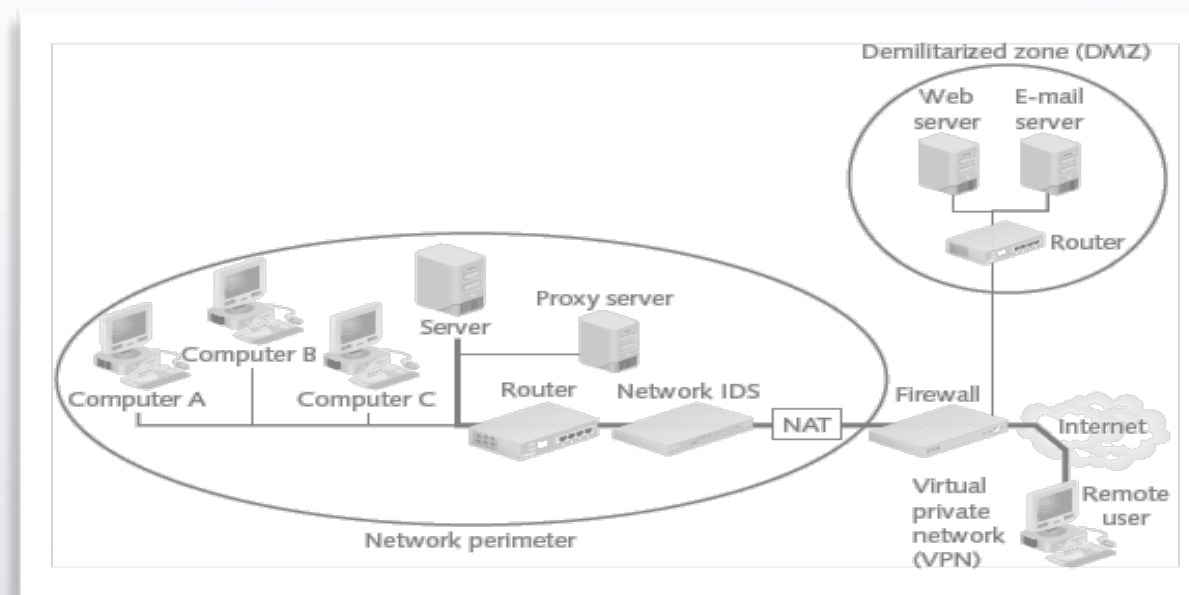 Demilitarized zone (DMZ)
Web
server
E-mail
server
Router
Proxy server
Server
Computer B
Computer A
Computer C
Router
Network IDS
NAT
Firewall
Internet
Virtual
private
network
(VPN)
Remote
user
Network perimeter